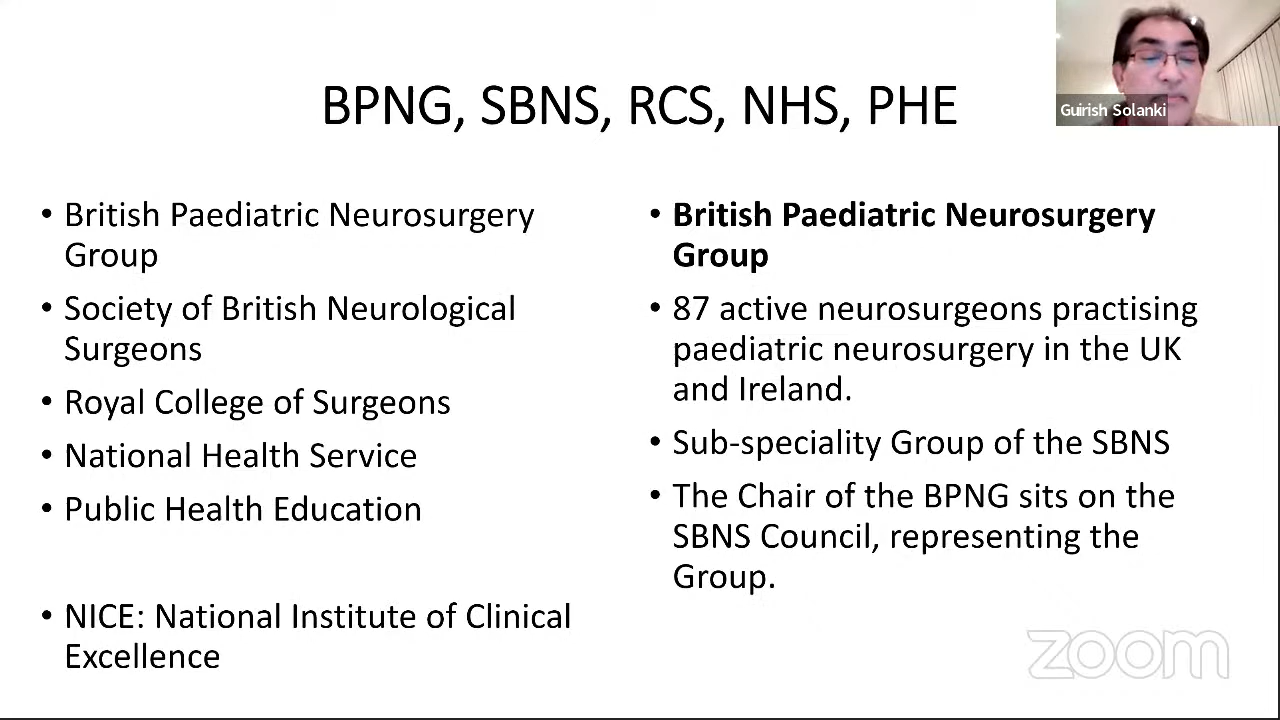 BPNG, SBNS, RCS, NHS, PHE
Guirish Solanki
• British Paediatric Neurosurgery
Group
• Society of British Neurological
Surgeons
• Royal College of Surgeons
• National Health Service
• Public Health Education
• NICE: National Institute of Clinical
Excellence
• British Paediatric Neurosurgery
Group
• 87 active neurosurgeons practising
paediatric neurosurgery in the UK
and Ireland.
• Sub-speciality Group of the SBNS
• The Chair of the BPNG sits on the
SBNS Council, representing the
Group.
zoom